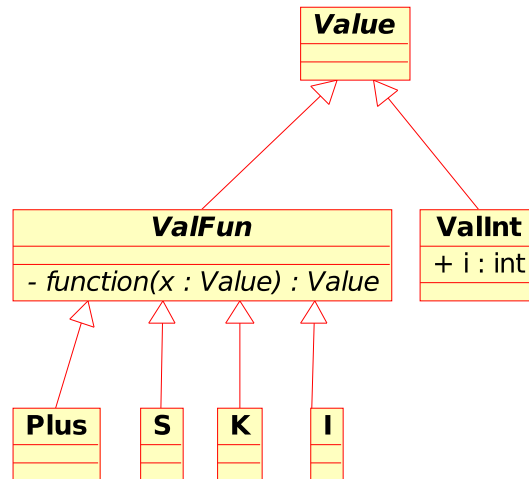 Value
ValFun
ValInt
+ i : int
- function(x : Value) : Value
Plus
S
K
I